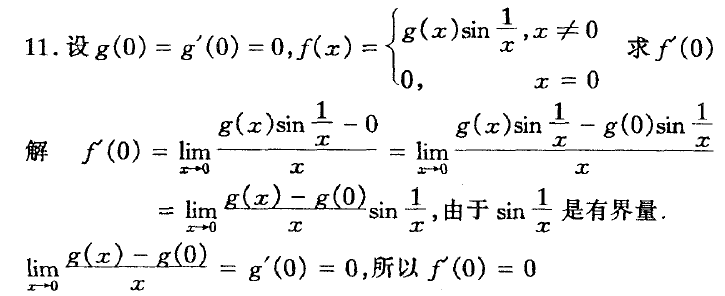 11. 设 g(0) = g′(0) = 0, f(x) = { g(x)sin 1/x , x ≠ 0 ; 0, x = 0 求 f′(0)
解 f′(0) = lim_{x→0} (g(x)sin 1/x − 0)/x = lim_{x→0} (g(x)sin 1/x − g(0)sin 1/x)/x
= lim_{x→0} (g(x) − g(0))/x sin 1/x , 由于 sin 1/x 是有界量.
lim_{x→0} (g(x) − g(0))/x = g′(0) = 0, 所以 f′(0) = 0